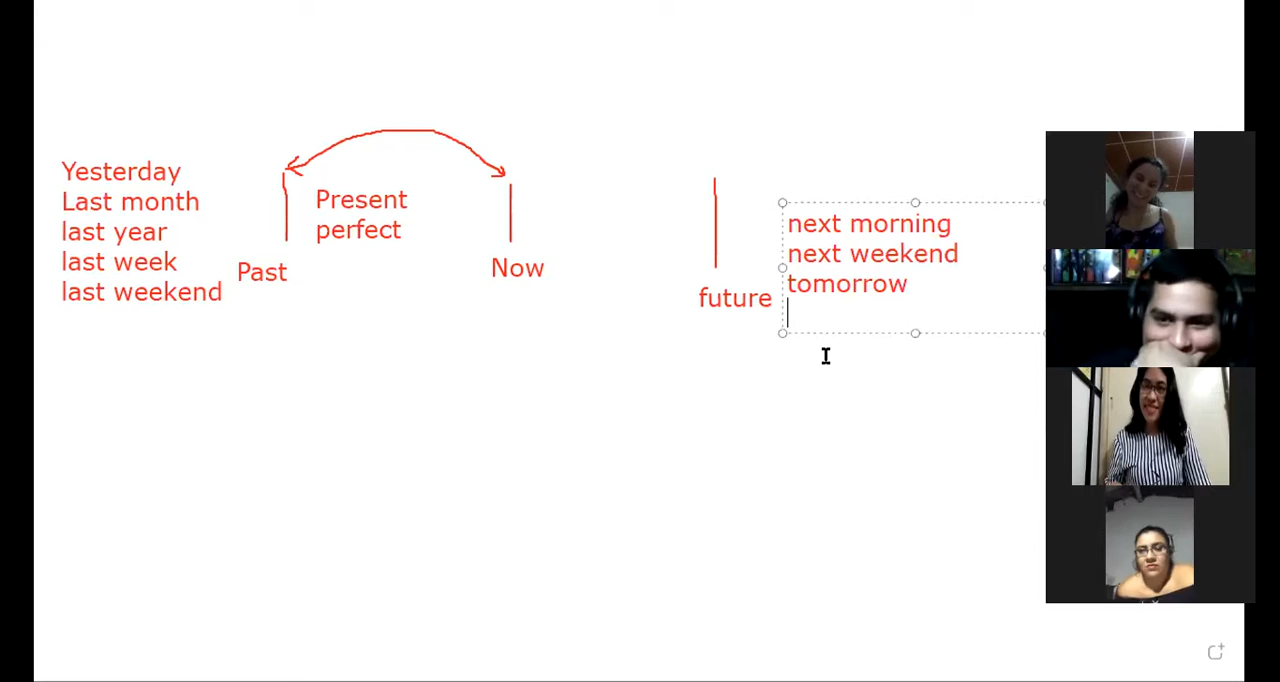 Yesterday
Last month
last year
last week
last weekend
Past
Present
perfect
Now
future
next morning
next weekend
tomorrow